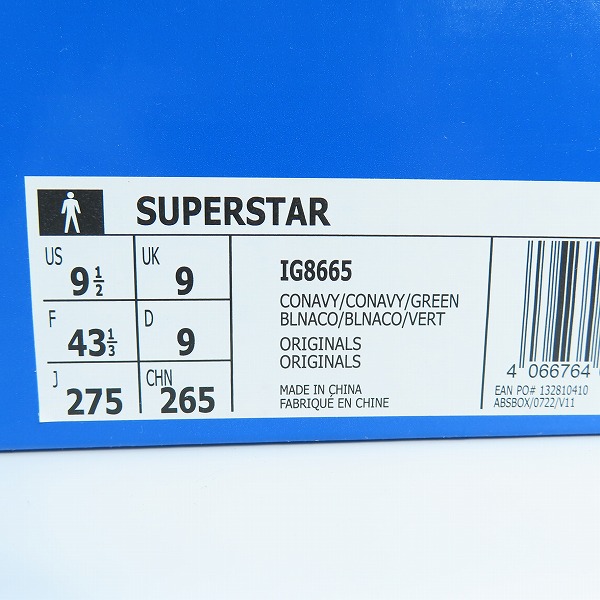 SUPERSTAR
US 9 1/2
UK 9
F 43 1/3
D 9
J 275
CHN 265
IG8665
CONAVY/CONAVY/GREEN
BLNACO/BLNACO/VERT
ORIGINALS
ORIGINALS
MADE IN CHINA
FABRIQUÉ EN CHINE
4 066764
EAN PO# 132810410
ABSBOX/0722/V11